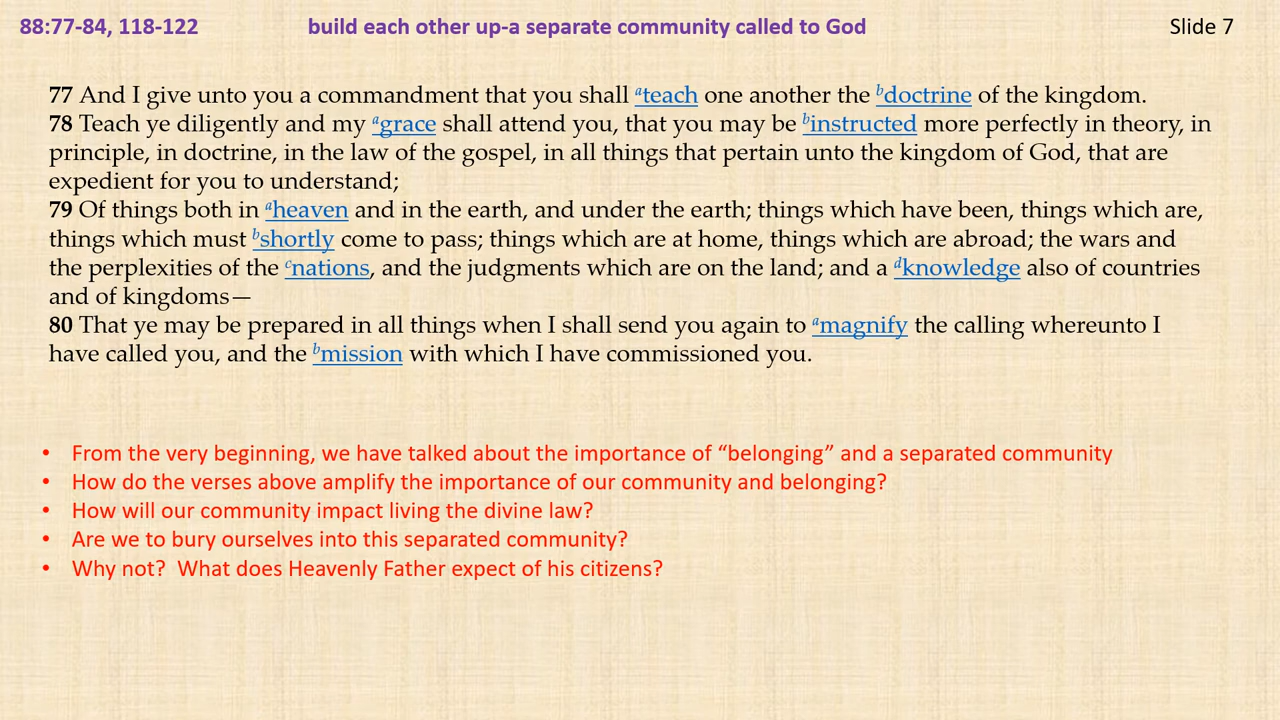 88:77-84, 118-122 build each other up-a separate community called to God Slide 7
77 And I give unto you a commandment that you shall ateach one another the bdoctrine of the kingdom.
78 Teach ye diligently and my agrace shall attend you, that you may be binstructed more perfectly in theory, in
principle, in doctrine, in the law of the gospel, in all things that pertain unto the kingdom of God, that are
expedient for you to understand;
79 Of things both in aheaven and in the earth, and under the earth; things which have been, things which are,
things which must bshortly come to pass; things which are at home, things which are abroad; the wars and
the perplexities of the cnations, and the judgments which are on the land; and a dknowledge also of countries
and of kingdoms—
80 That ye may be prepared in all things when I shall send you again to amagnify the calling whereunto I
have called you, and the bmission with which I have commissioned you.
• From the very beginning, we have talked about the importance of “belonging” and a separated community
• How do the verses above amplify the importance of our community and belonging?
• How will our community impact living the divine law?
• Are we to bury ourselves into this separated community?
• Why not?  What does Heavenly Father expect of his citizens?